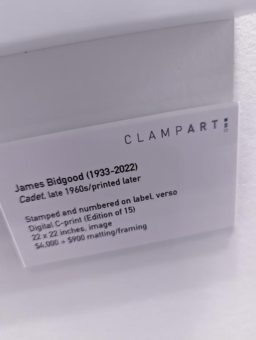 CLAMPART
James Bidgood (1933-2022)
Cadet, late 1960s/printed later
Stamped and numbered on label, verso
Digital C-print (Edition of 15)
22 x 22 inches, image
$4,000 + $900 matting/framing